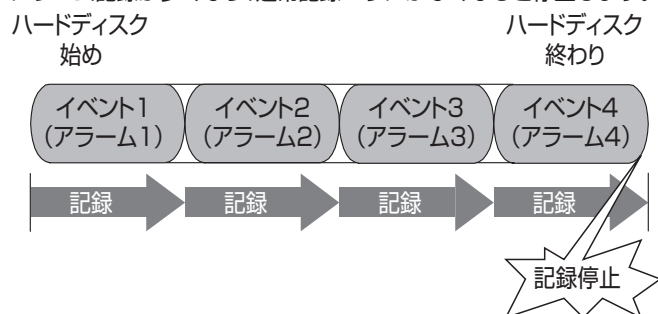 ハードディスク
始め
ハードディスク
終わり
イベント1
(アラーム1)
イベント2
(アラーム2)
イベント3
(アラーム3)
イベント4
(アラーム4)
記録
記録
記録
記録
記録停止